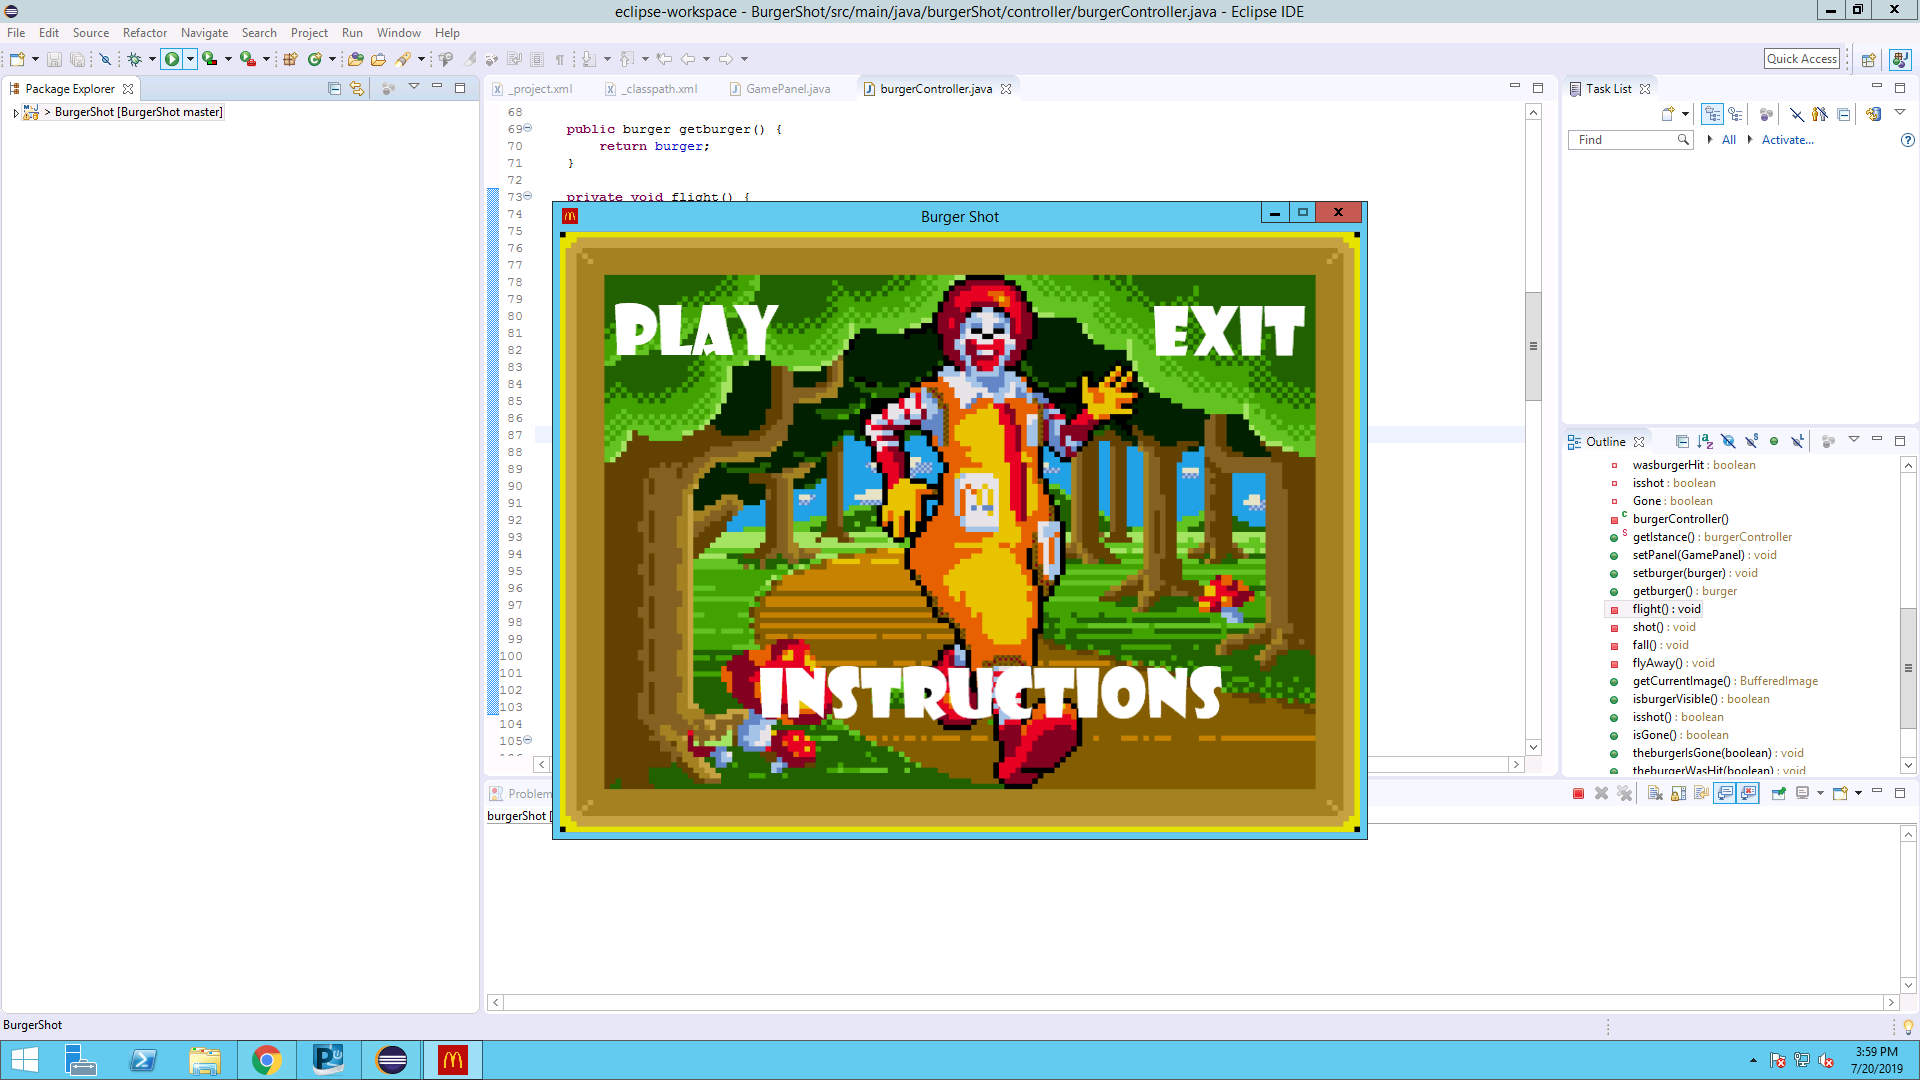 eclipse-workspace - BurgerShot/src/main/java/burgerShot/controller/burgerController.java - Eclipse IDE
File Edit Source Refactor Navigate Search Project Run Window Help
Quick Access
Package Explorer
> BurgerShot [BurgerShot master]
_project.xml
_classpath.xml
GamePanel.java
burgerController.java
68
69 public burger getburger() {
70 return burger;
71 }
72
73 private void flight() {
74
75
76
77
78
79
80
81
82
83
84
85
86
87
88
89
90
91
92
93
94
95
96
97
98
99
100
101
102
103
104
105
Burger Shot
PLAY
EXIT
INSTRUCTIONS
Task List
Find
All
Activate...
Outline
wasburgerHit : boolean
isshot : boolean
Gone : boolean
burgerController()
getIstance() : burgerController
setPanel(GamePanel) : void
setburger(burger) : void
getburger() : burger
flight() : void
shot() : void
fall() : void
flyAway() : void
getCurrentImage() : BufferedImage
isburgerVisible() : boolean
isshot() : boolean
isGone() : boolean
theburgerIsGone(boolean) : void
theburgerWasHit(boolean) : void
Problem
burgerShot [
BurgerShot
3:59 PM
7/20/2019